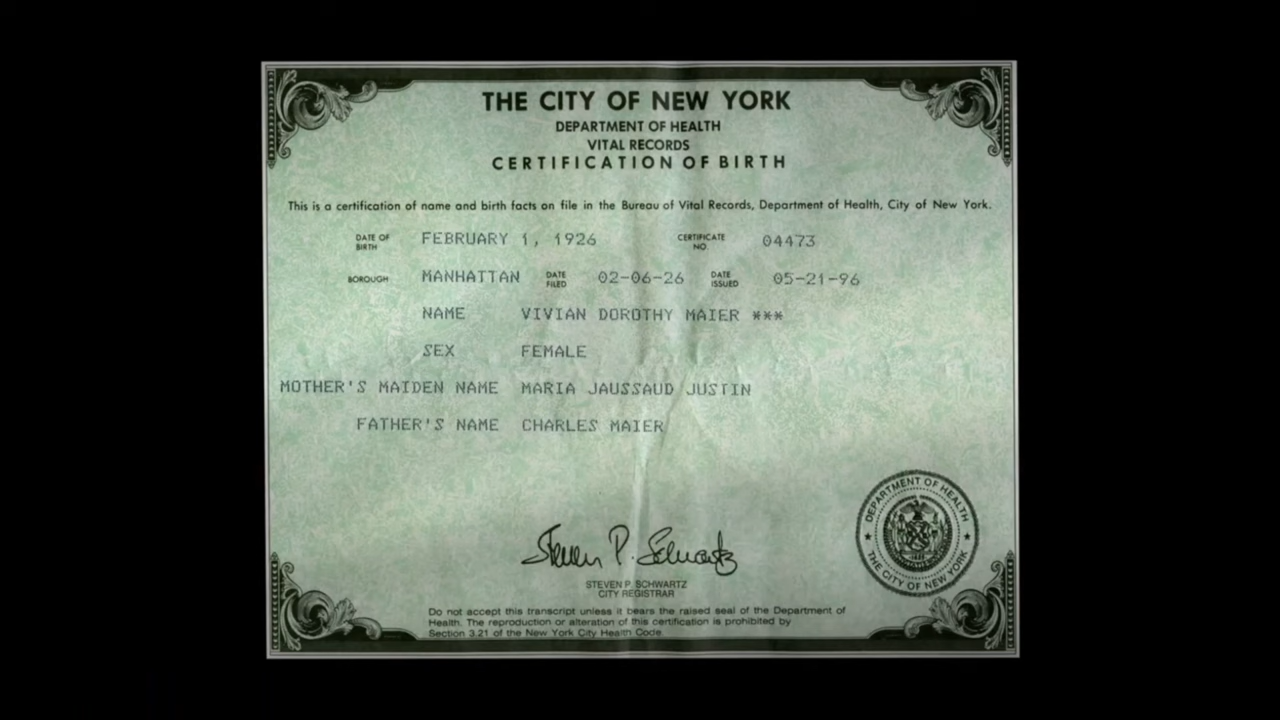 THE CITY OF NEW YORK
DEPARTMENT OF HEALTH
VITAL RECORDS
CERTIFICATION OF BIRTH
This is a certification of name and birth facts on file in the Bureau of Vital Records, Department of Health, City of New York.
DATE OF BIRTH FEBRUARY 1, 1926 CERTIFICATE NO. 04473
BOROUGH MANHATTAN DATE FILED 02-06-26 DATE ISSUED 05-21-96
NAME VIVIAN DOROTHY MAIER ***
SEX FEMALE
MOTHER'S MAIDEN NAME MARIA JAUSSAUD JUSTIN
FATHER'S NAME CHARLES MAIER
DEPARTMENT OF HEALTH
THE CITY OF NEW YORK
Steven P. Schwartz
STEVEN P. SCHWARTZ
CITY REGISTRAR
Do not accept this transcript unless it bears the raised seal of the Department of
Health. The reproduction or alteration of this certification is prohibited by
Section 3.21 of the New York City Health Code.